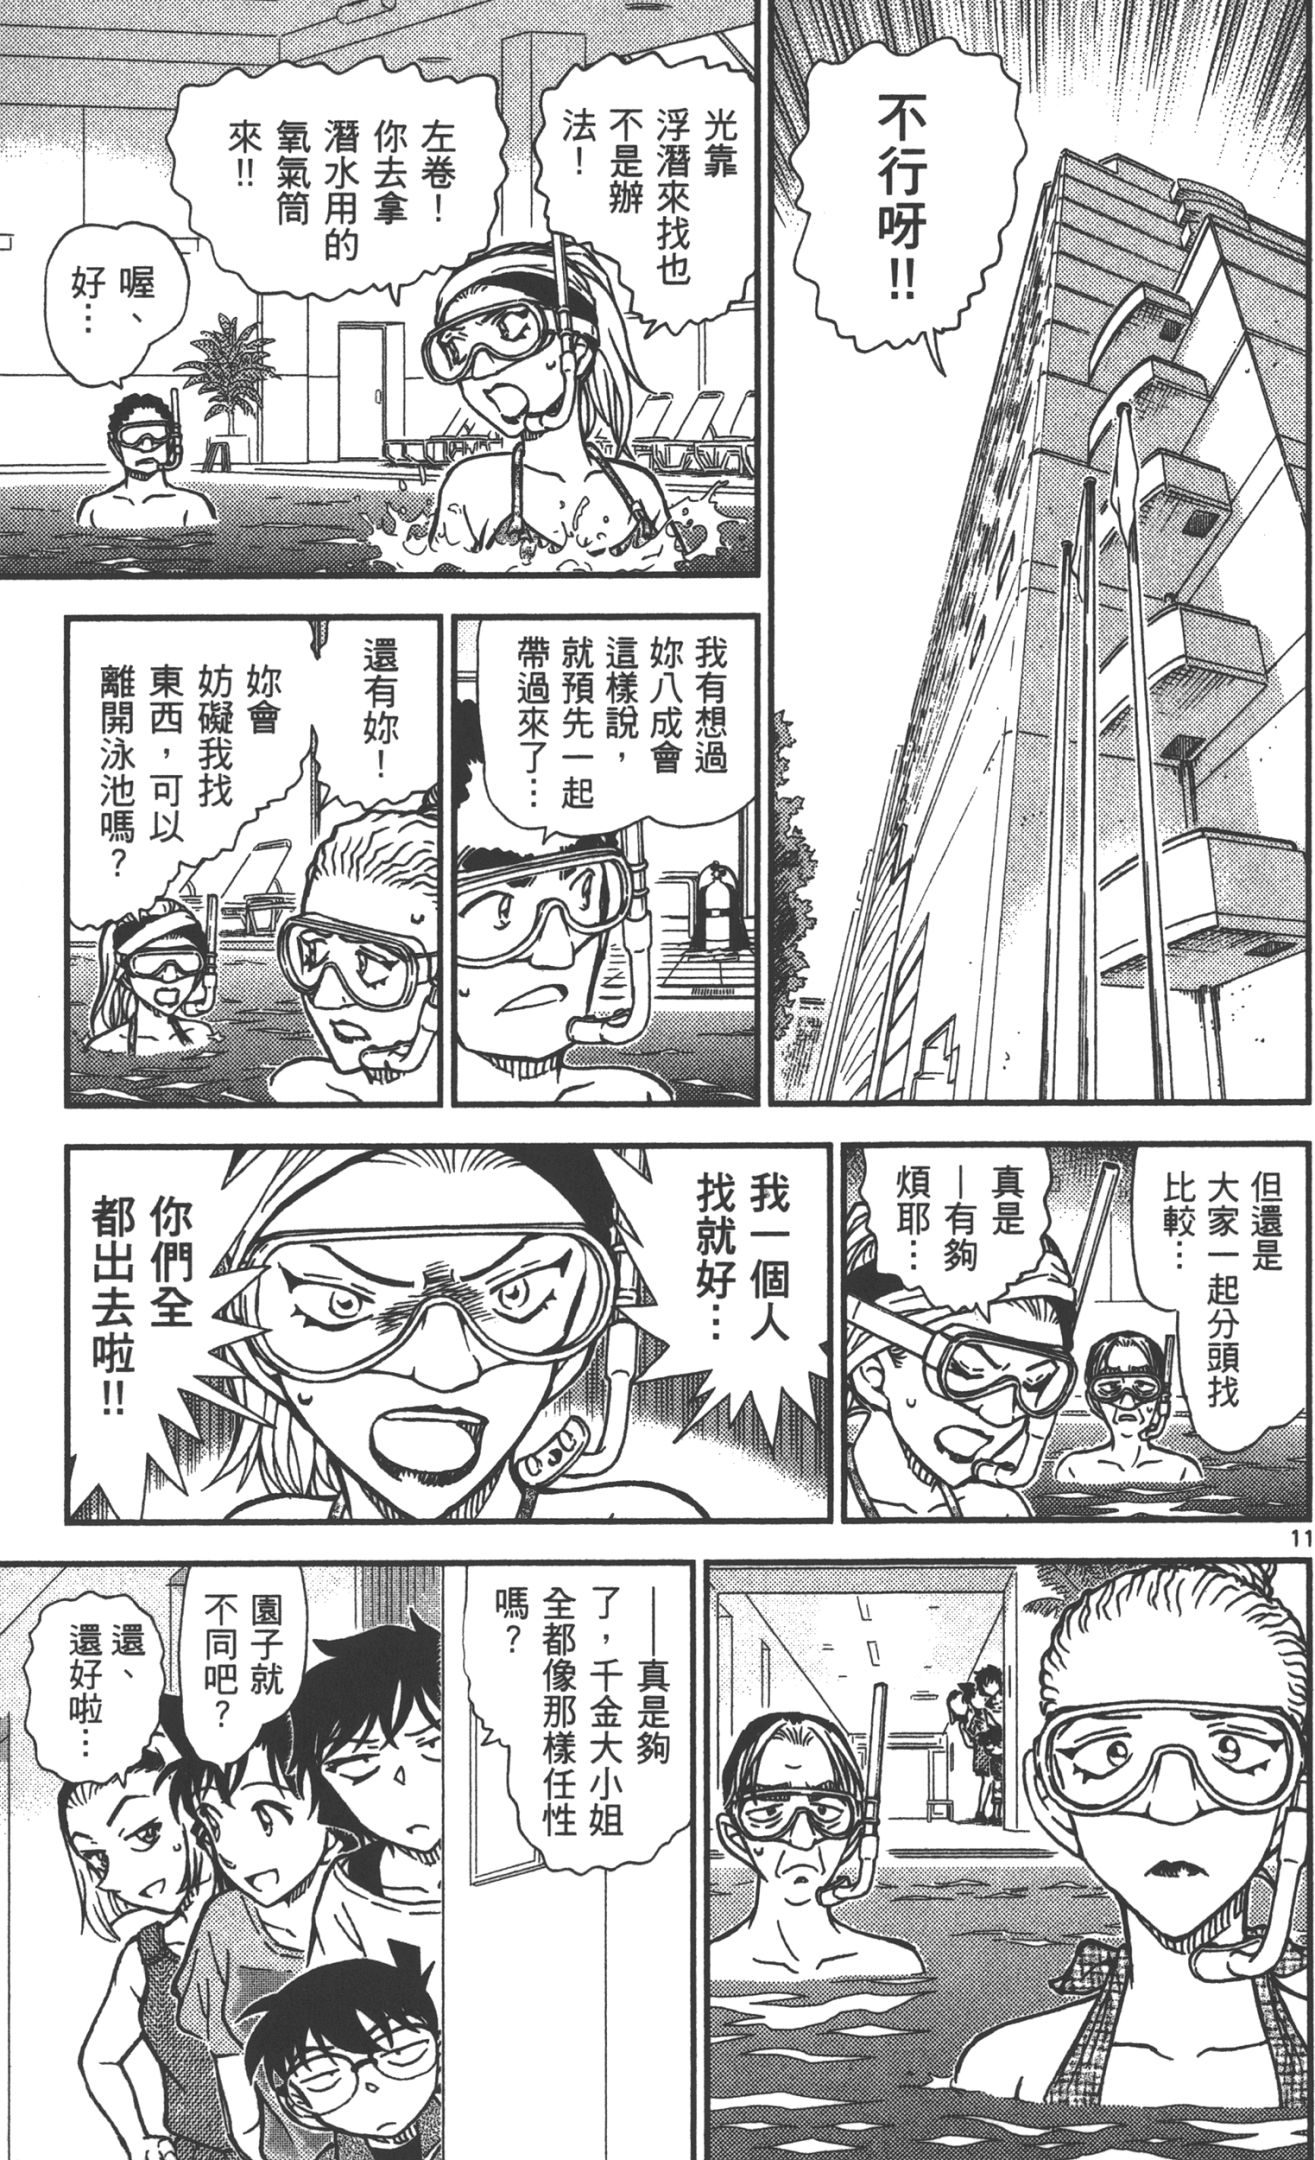 不行呀!!
光靠
浮潛來找也
不是辦
法！
左卷！
你去拿
潛水用的
氧氣筒
來!!
喔、
好…
我有想過
妳八成會
這樣說，
就預先一起
帶過來了…
還有妳！
妳會
妨礙我找
東西，可以
離開泳池嗎？
但還是
大家一起分頭找
比較…
真是
—有夠
煩耶…
我一個人
找就好…
你們全
都出去啦!!
11
——真是夠
了，千金大小姐
全都像那樣任性
嗎？
園子就
不同吧？
還、
還好啦…